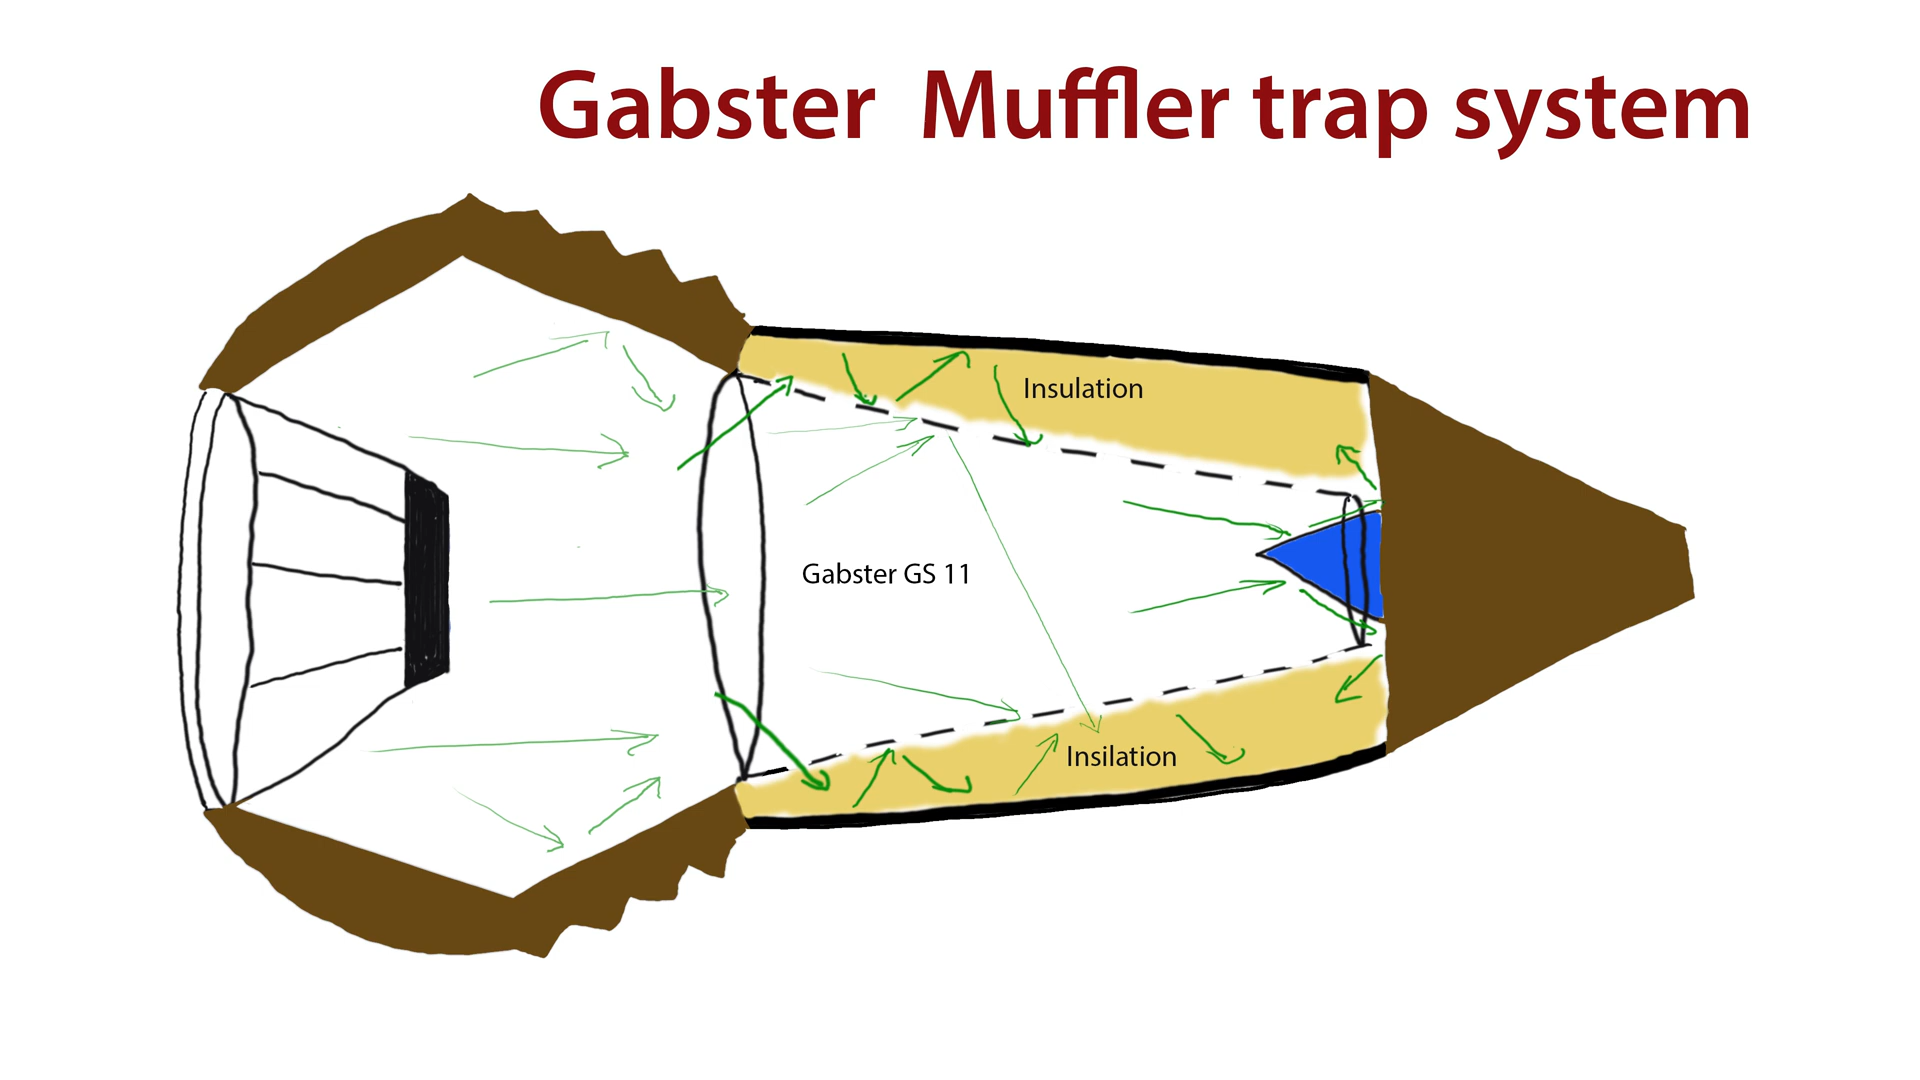 Gabster  Muffler trap system
Insulation
Gabster GS 11
Insilation